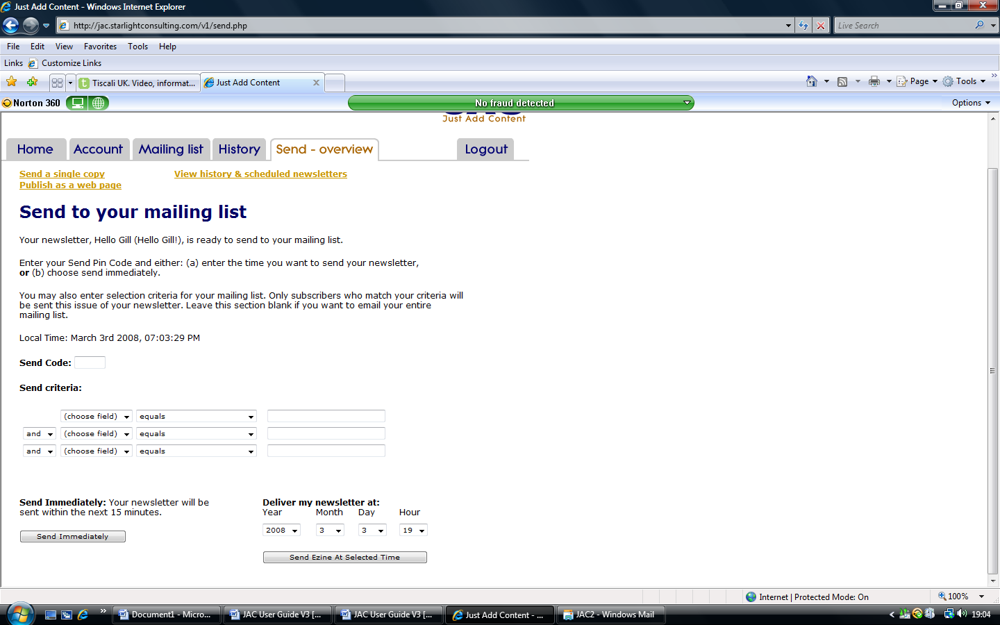 Just Add Content - Windows Internet Explorer
http://jac.starlightconsulting.com/v1/send.php
Live Search
File Edit View Favorites Tools Help
Links Customize Links
Tiscali UK. Video, informat... Just Add Content Page Tools
Norton 360 No fraud detected Options
Just Add Content
Home Account Mailing list History Send - overview Logout
Send a single copy View history & scheduled newsletters
Publish as a web page
Send to your mailing list
Your newsletter, Hello Gill (Hello Gill!), is ready to send to your mailing list.
Enter your Send Pin Code and either: (a) enter the time you want to send your newsletter,
or (b) choose send immediately.
You may also enter selection criteria for your mailing list. Only subscribers who match your criteria will
be sent this issue of your newsletter. Leave this section blank if you want to email your entire
mailing list.
Local Time: March 3rd 2008, 07:03:29 PM
Send Code:
Send criteria:
(choose field) equals
and (choose field) equals
and (choose field) equals
Send Immediately: Your newsletter will be
sent within the next 15 minutes.
Send Immediately
Deliver my newsletter at:
Year Month Day Hour
2008 3 3 19
Send Ezine At Selected Time
Internet | Protected Mode: On 100%
Document1 - Micro... JAC User Guide V3 [... JAC User Guide V3 [... Just Add Content - ... JAC2 - Windows Mail 19:04